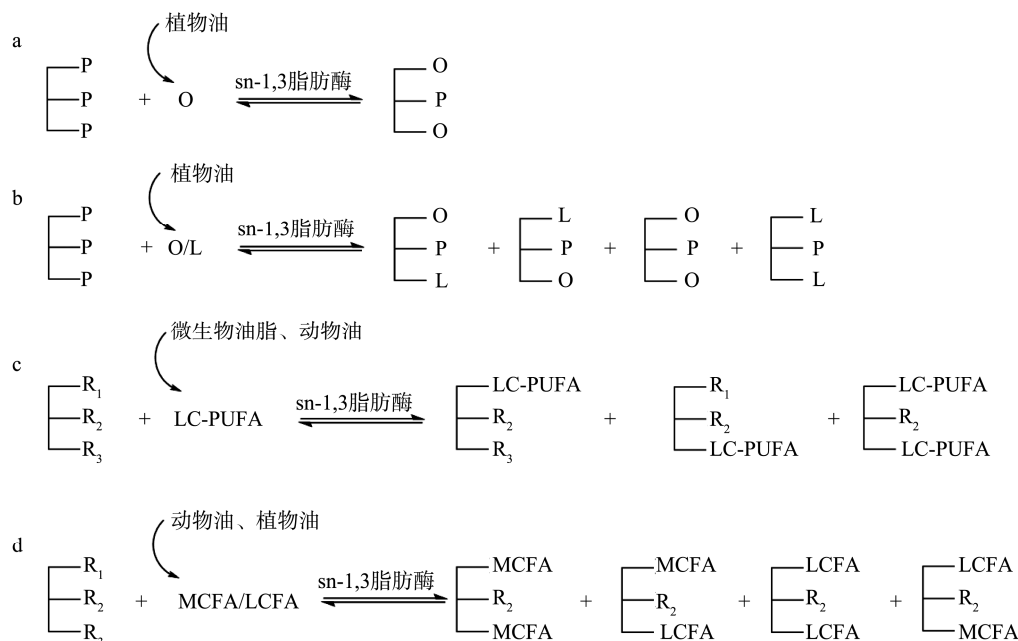 a
植物油
P
P
P
+
O
sn-1,3脂肪酶
O
P
O
b
植物油
P
P
P
+
O/L
sn-1,3脂肪酶
O
P
L
+
L
P
O
+
O
P
O
+
L
P
L
c
微生物油脂、动物油
R₁
R₂
R₃
+
LC-PUFA
sn-1,3脂肪酶
LC-PUFA
R₂
R₃
+
R₁
R₂
LC-PUFA
+
LC-PUFA
R₂
LC-PUFA
d
动物油、植物油
R₁
R₂
R₃
+
MCFA/LCFA
sn-1,3脂肪酶
MCFA
R₂
MCFA
+
MCFA
R₂
LCFA
+
LCFA
R₂
LCFA
+
LCFA
R₂
MCFA